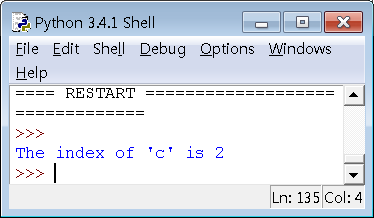 Python 3.4.1 Shell
File Edit Shell Debug Options Windows
Help
==== RESTART ====================
=============
>>>
The index of 'c' is 2
>>>
Ln: 135 Col: 4